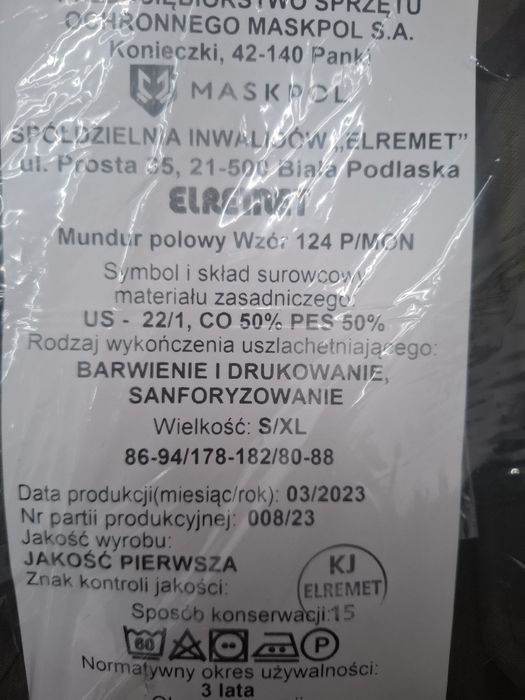 PRZEDSIĘBIORSTWO SPRZĘTU
OCHRONNEGO MASKPOL S.A.
Konieczki, 42-140 Panki
MASKPOL
SPÓŁDZIELNIA INWALIDÓW „ELREMET”
ul. Prosta 35, 21-500 Biała Podlaska
ELREMET
Mundur polowy Wzór 124 P/MON
Symbol i skład surowcowy
materiału zasadniczego:
US - 22/1, CO 50% PES 50%
Rodzaj wykończenia uszlachetniającego:
BARWIENIE I DRUKOWANIE,
SANFORYZOWANIE
Wielkość: S/XL
86-94/178-182/80-88
Data produkcji(miesiąc/rok): 03/2023
Nr partii produkcyjnej: 008/23
Jakość wyrobu:
JAKOŚĆ PIERWSZA
Znak kontroli jakości:
KJ
ELREMET
Sposób konserwacji:15
60
P
Normatywny okres używalności:
3 lata